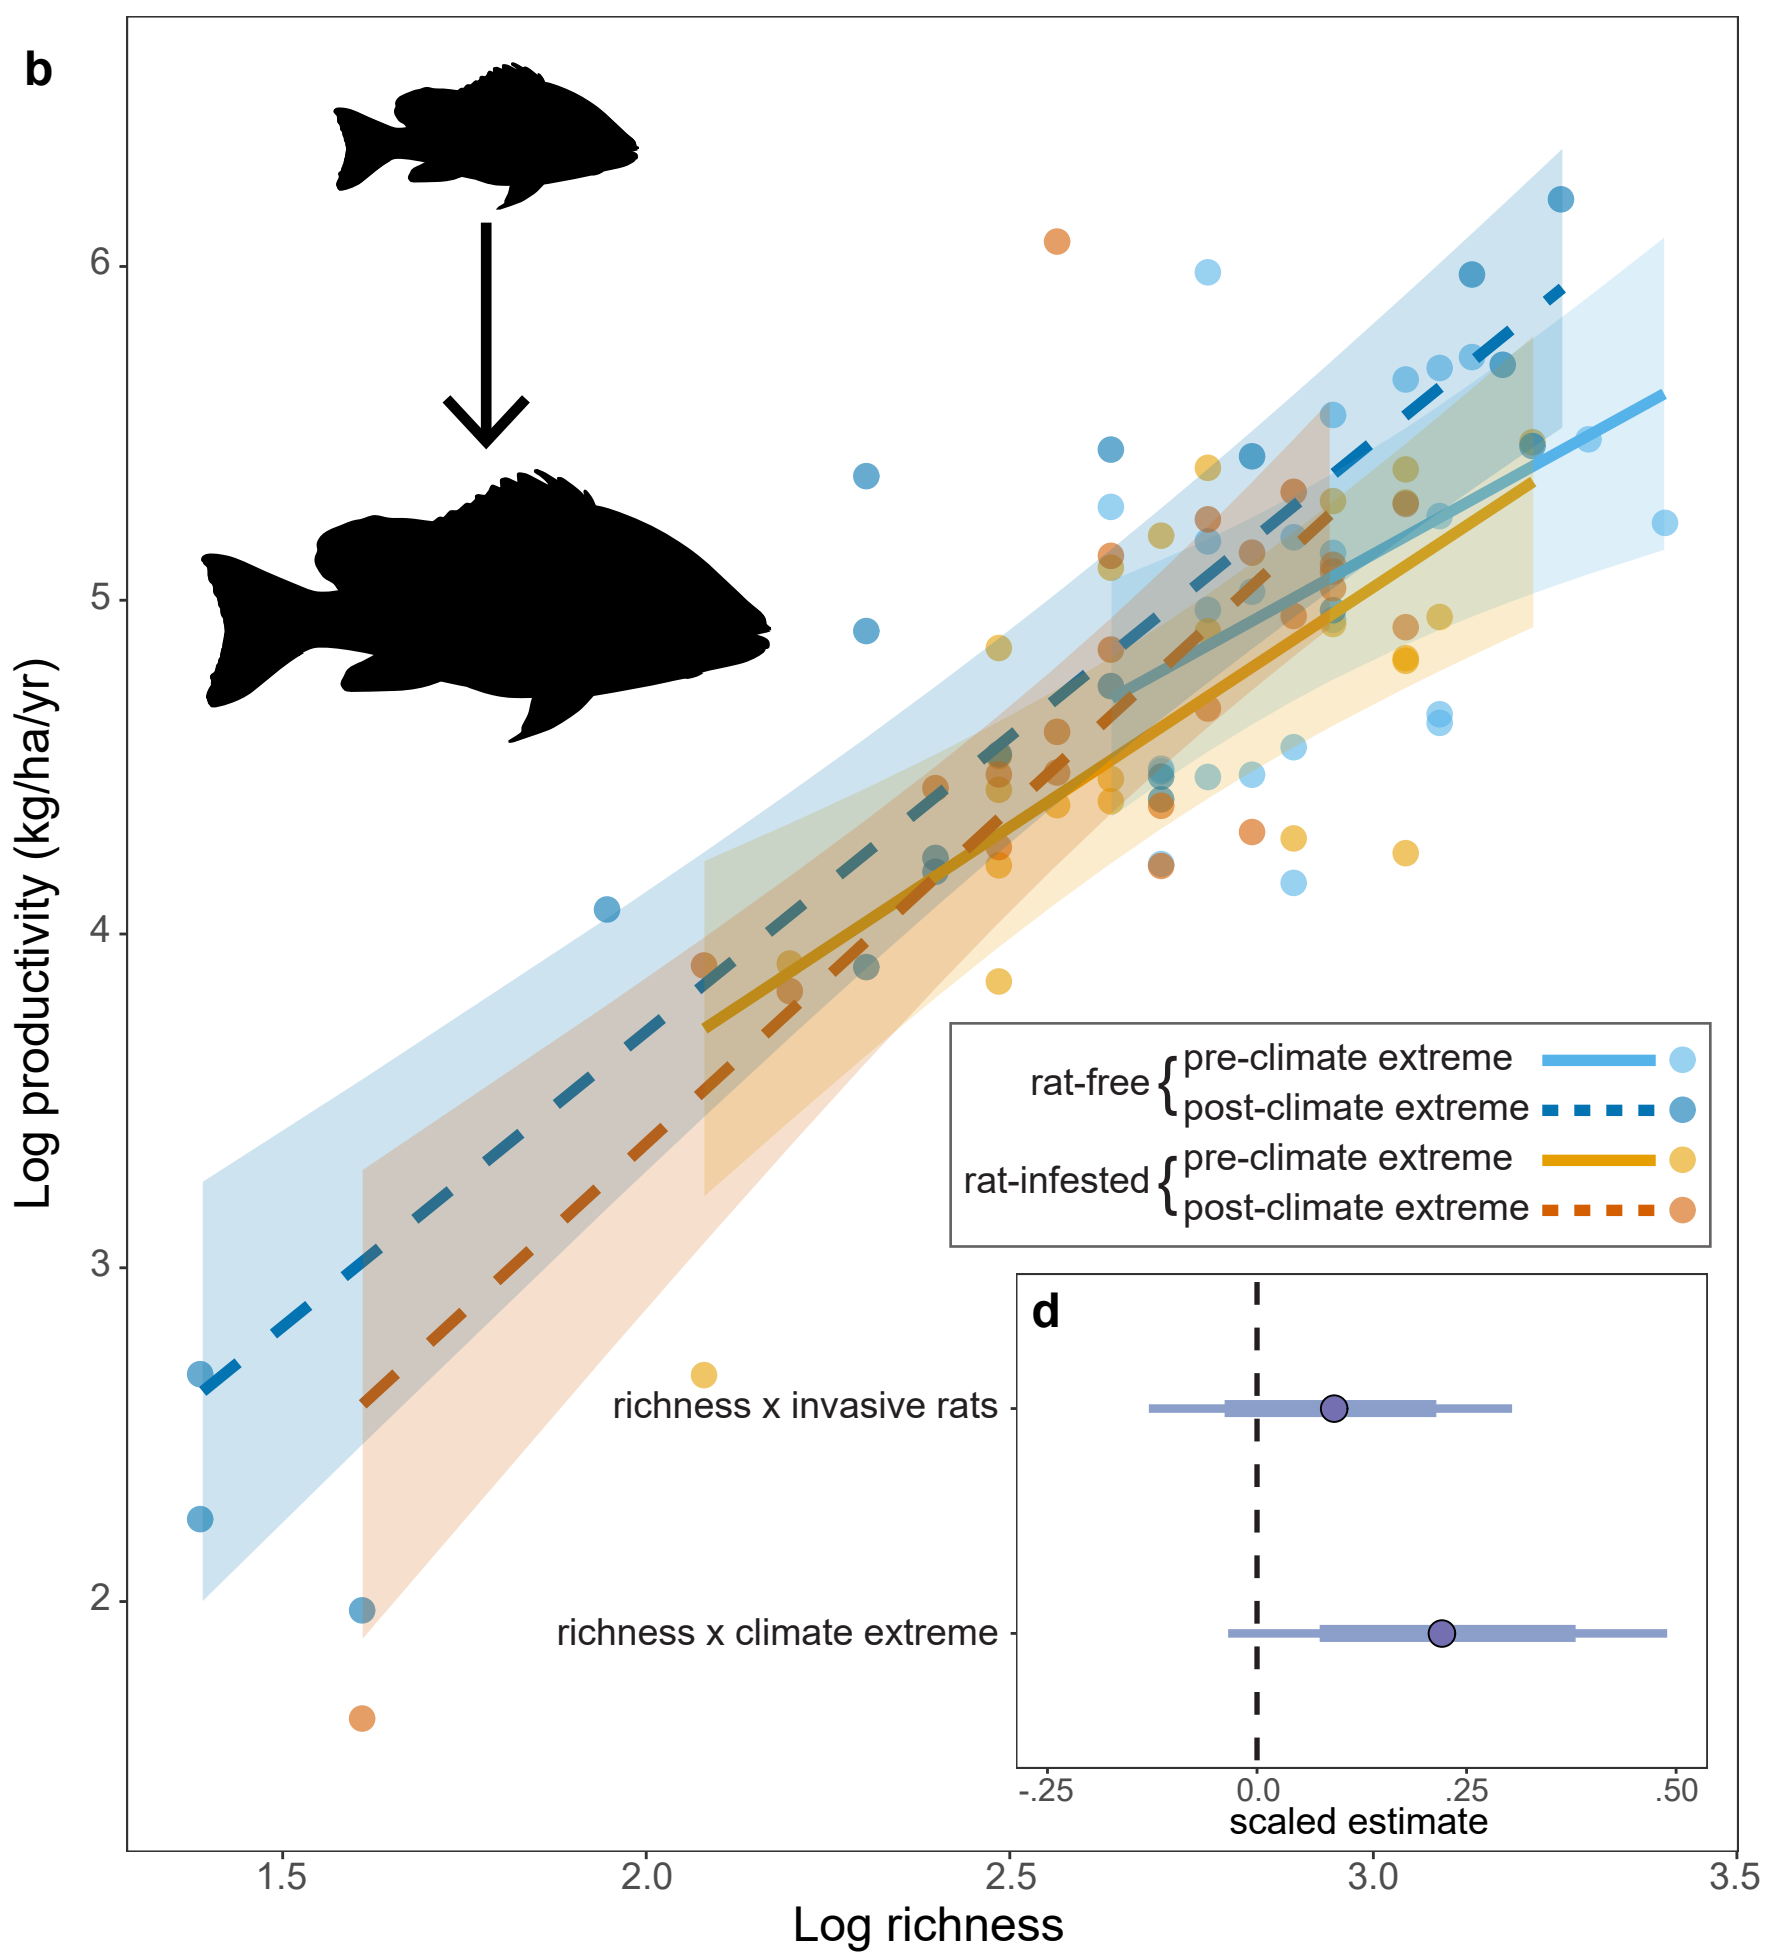 b
6
5
4
3
2
Log productivity (kg/ha/yr)
rat-free { pre-climate extreme
post-climate extreme
rat-infested { pre-climate extreme
post-climate extreme
d
richness x invasive rats
richness x climate extreme
-.25 0.0 .25 .50
scaled estimate
1.5 2.0 2.5 3.0 3.5
Log richness